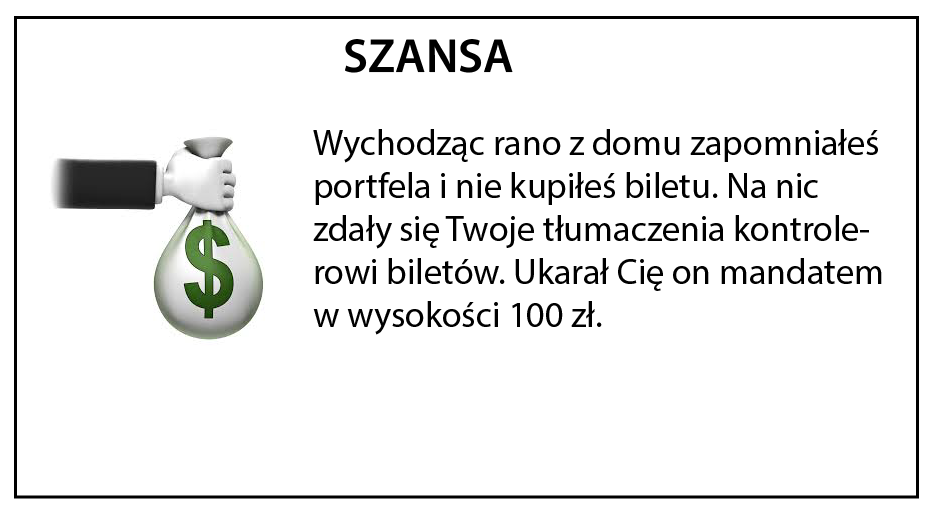 SZANSA
Wychodząc rano z domu zapomniałeś
portfela i nie kupiłeś biletu. Na nic
zdały się Twoje tłumaczenia kontrole-
rowi biletów. Ukarał Cię on mandatem
w wysokości 100 zł.
$